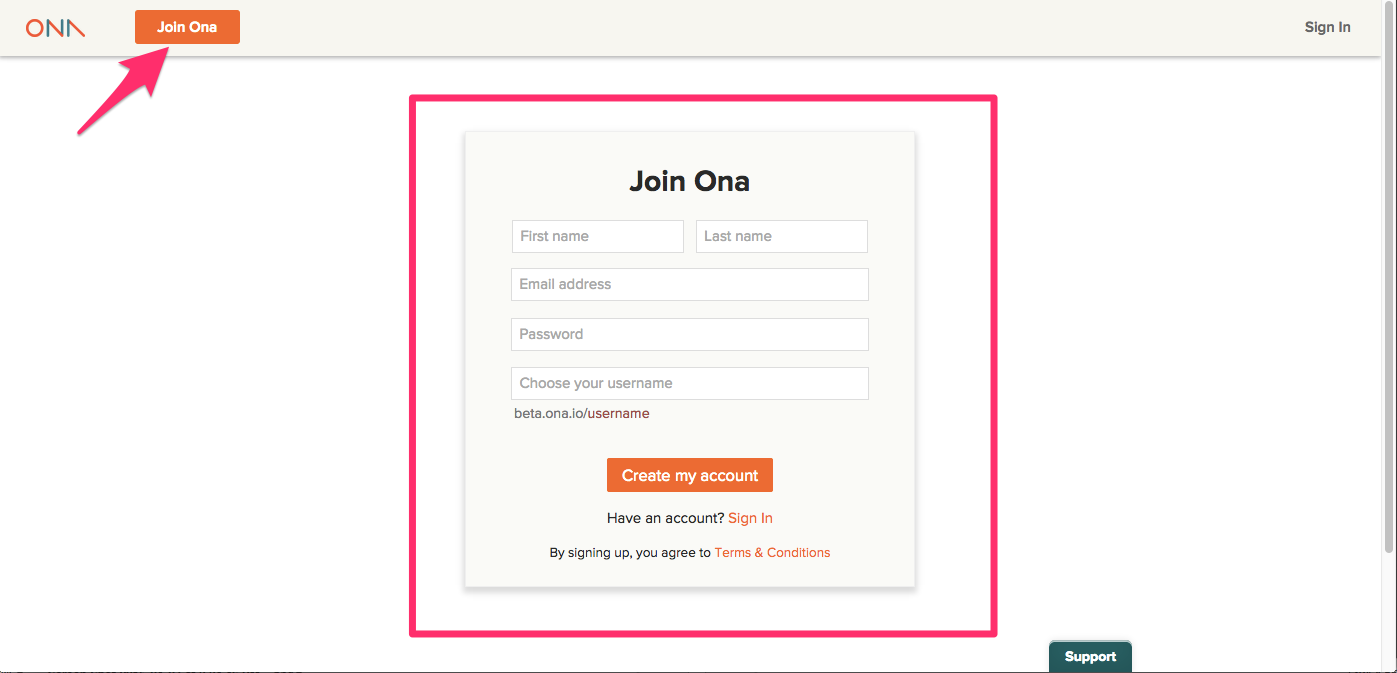 ONA
Join Ona
Sign In
Join Ona
First name
Last name
Email address
Password
Choose your username
beta.ona.io/username
Create my account
Have an account? Sign In
By signing up, you agree to Terms & Conditions
Support